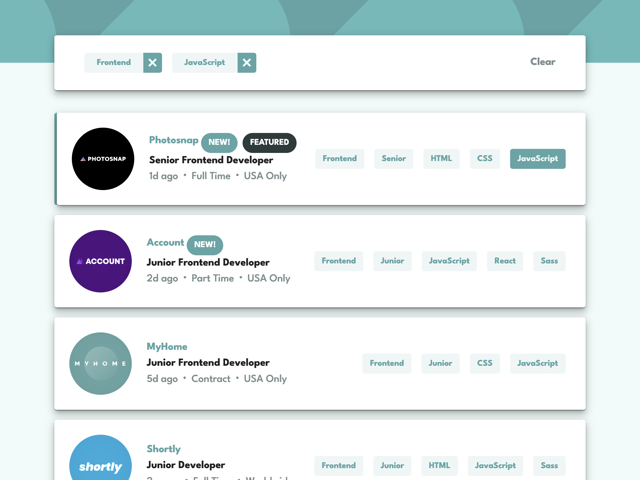 Frontend JavaScript Clear
PHOTOSNAP
Photosnap NEW! FEATURED
Senior Frontend Developer
1d ago • Full Time • USA Only
Frontend Senior HTML CSS JavaScript
ACCOUNT
Account NEW!
Junior Frontend Developer
2d ago • Part Time • USA Only
Frontend Junior JavaScript React Sass
MYHOME
MyHome
Junior Frontend Developer
5d ago • Contract • USA Only
Frontend Junior CSS JavaScript
shortly
Shortly
Junior Developer
Frontend Junior HTML JavaScript Sass